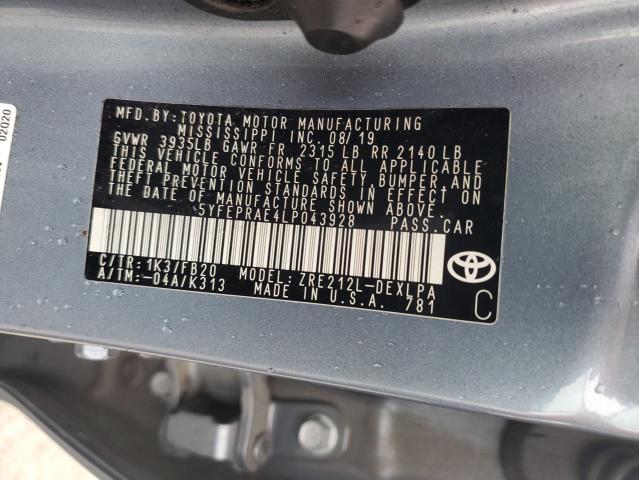 MFD.BY:TOYOTA MOTOR MANUFACTURING
MISSISSIPPI INC. 08/19
GVWR 3935LB GAWR FR 2315 LB RR 2140 LB
THIS VEHICLE CONFORMS TO ALL APPLICABLE
FEDERAL MOTOR VEHICLE SAFETY, BUMPER, AND
THEFT PREVENTION STANDARDS IN EFFECT ON
THE DATE OF MANUFACTURE SHOWN ABOVE.
5YFEPRAE4LP043928 PASS.CAR
C/TR: 1K3/FB20 MODEL: ZRE212L-DEXLPA
A/TM: -04A/K313 MADE IN U.S.A. 781
C
02020